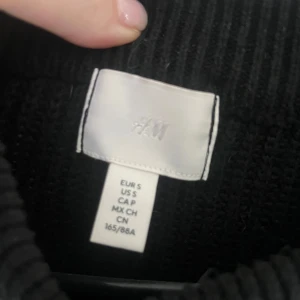 H&M
EUR S
US S
CA P
MX CH
CN
165/88A